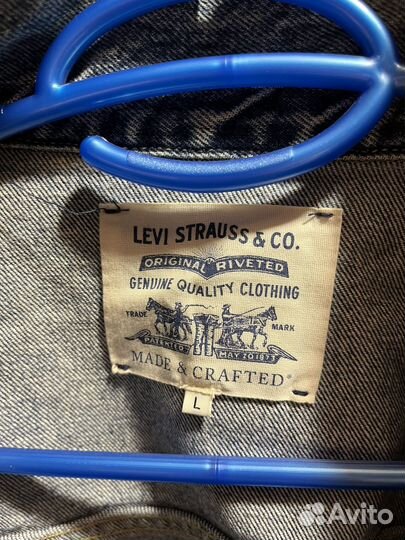 LEVI STRAUSS & CO.
ORIGINAL RIVETED
GENUINE QUALITY CLOTHING
TRADE MARK
PATENTED MAY 20 1873
MADE & CRAFTED®
L
Avito